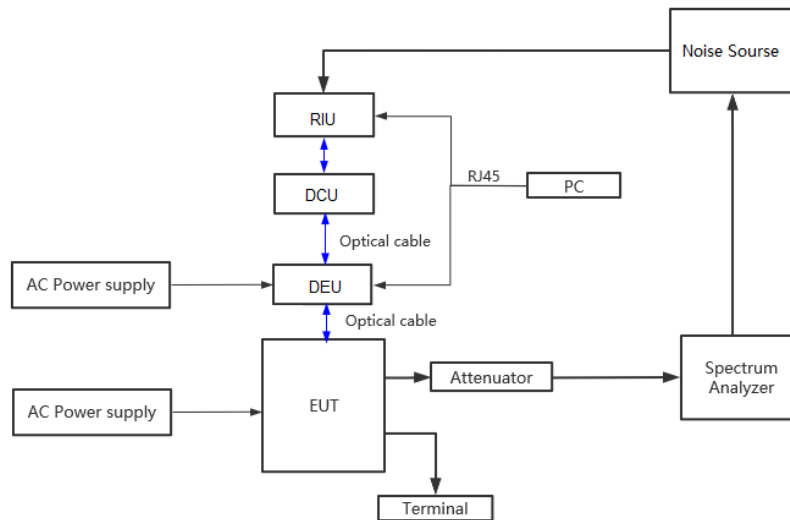 Noise Sourse
RIU
RJ45
PC
DCU
Optical cable
AC Power supply
DEU
Optical cable
Attenuator
Spectrum
Analyzer
AC Power supply
EUT
Terminal